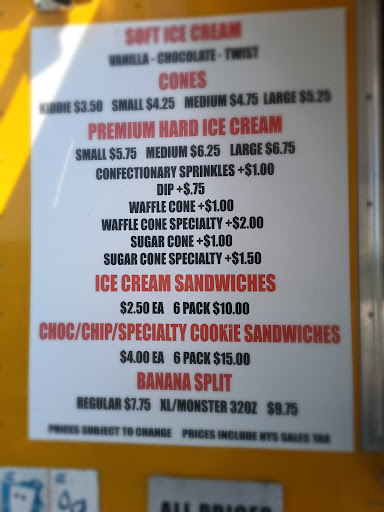 SOFT ICE CREAM
VANILLA - CHOCOLATE - TWIST
CONES
KIDDIE $3.50 SMALL $4.25 MEDIUM $4.75 LARGE $5.25
PREMIUM HARD ICE CREAM
SMALL $5.75 MEDIUM $6.25 LARGE $6.75
CONFECTIONARY SPRINKLES +$1.00
DIP +$.75
WAFFLE CONE +$1.00
WAFFLE CONE SPECIALTY +$2.00
SUGAR CONE +$1.00
SUGAR CONE SPECIALTY +$1.50
ICE CREAM SANDWICHES
$2.50 EA 6 PACK $10.00
CHOC/CHIP/SPECIALTY COOKiE SANDWICHES
$4.00 EA 6 PACK $15.00
BANANA SPLIT
REGULAR $7.75 XL/MONSTER 32OZ $9.75
PRICES SUBJECT TO CHANGE PRICES INCLUDE NYS SALES TAX
ALL PRICES